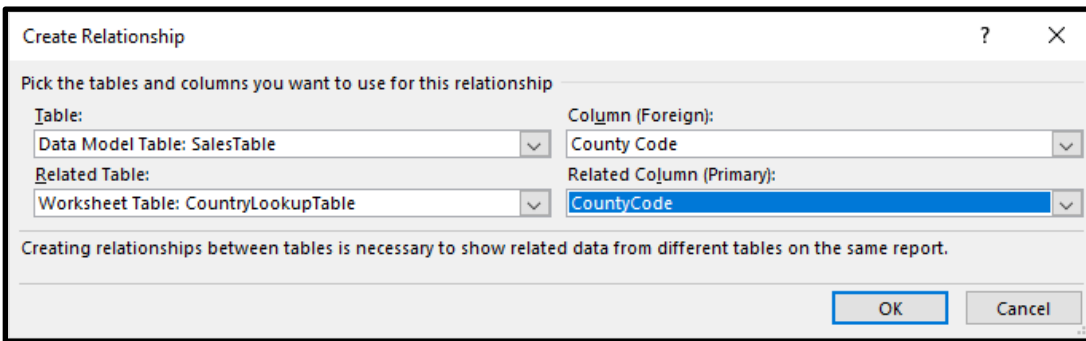 Create Relationship ?
Pick the tables and columns you want to use for this relationship
Table: Column (Foreign):
Data Model Table: SalesTable County Code
Related Table: Related Column (Primary):
Worksheet Table: CountryLookupTable CountyCode
Creating relationships between tables is necessary to show related data from different tables on the same report.
OK Cancel